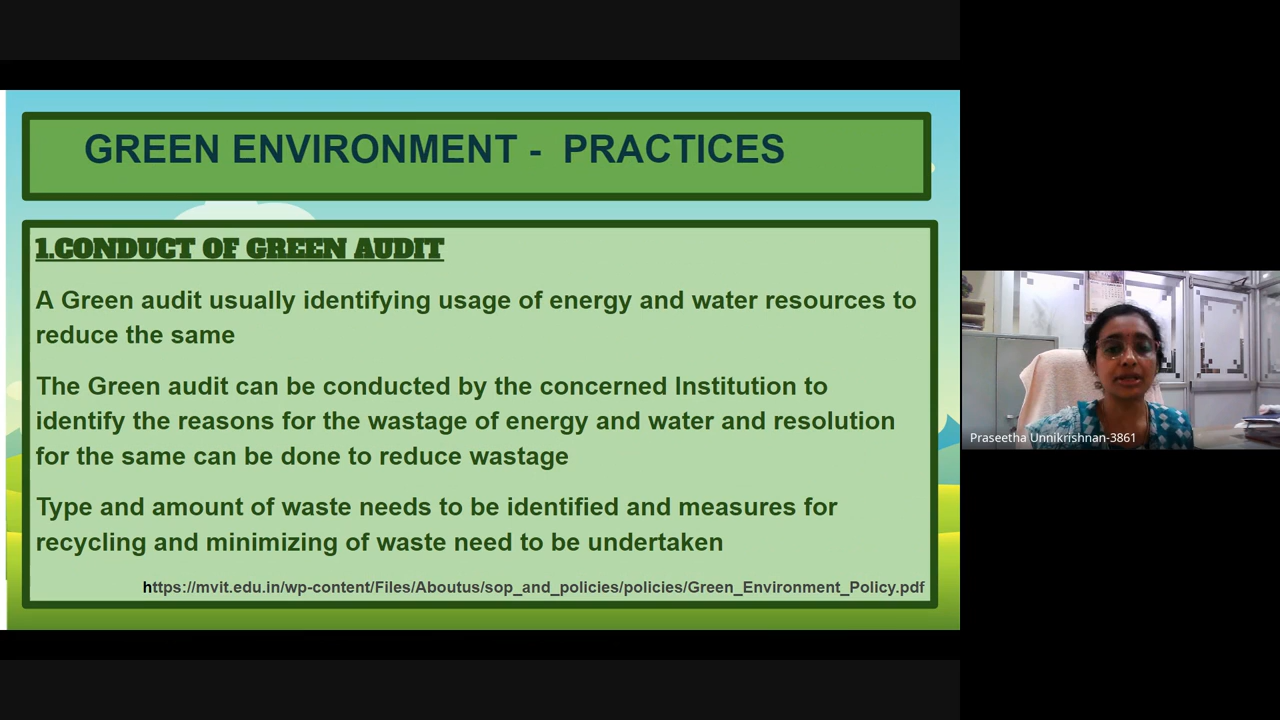 GREEN ENVIRONMENT - PRACTICES
1.CONDUCT OF GREEN AUDIT
A Green audit usually identifying usage of energy and water resources to
reduce the same
The Green audit can be conducted by the concerned Institution to
identify the reasons for the wastage of energy and water and resolution
for the same can be done to reduce wastage
Type and amount of waste needs to be identified and measures for
recycling and minimizing of waste need to be undertaken
https://mvit.edu.in/wp-content/Files/Aboutus/sop_and_policies/policies/Green_Environment_Policy.pdf
Praseetha Unnikrishnan-3861